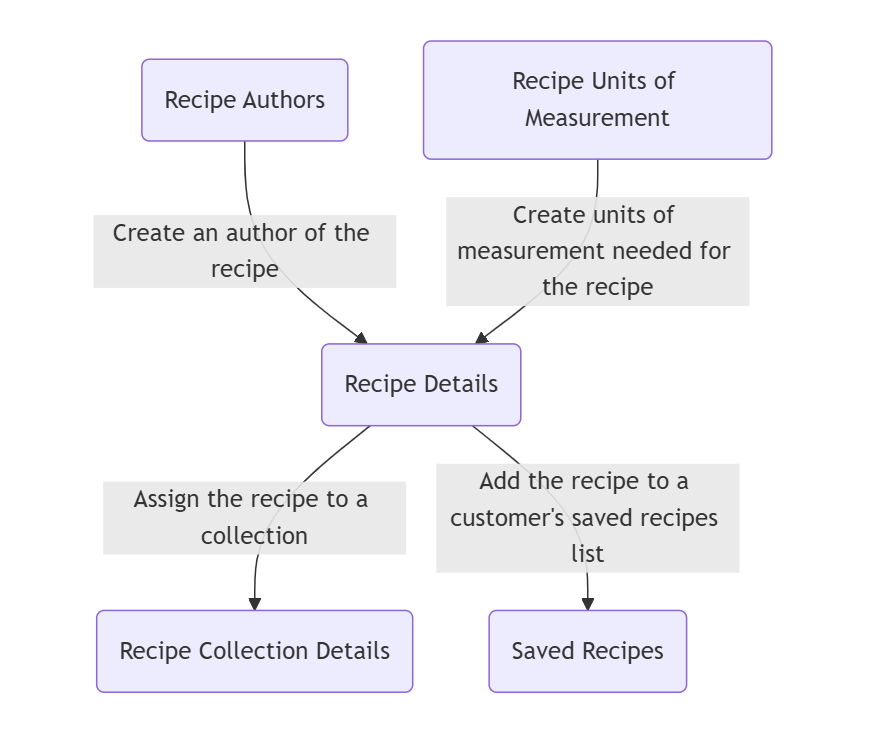 Recipe Authors
Recipe Units of
Measurement
Create an author of the
recipe
Create units of
measurement needed for
the recipe
Recipe Details
Assign the recipe to a
collection
Add the recipe to a
customer's saved recipes
list
Recipe Collection Details
Saved Recipes